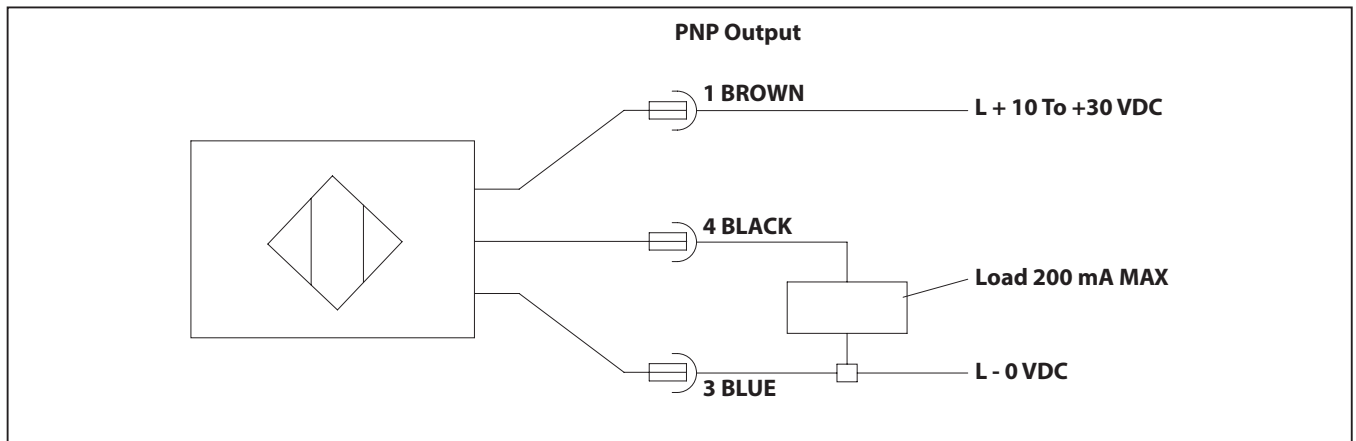 PNP Output
1 BROWN
L + 10 To +30 VDC
4 BLACK
Load 200 mA MAX
3 BLUE
L - 0 VDC